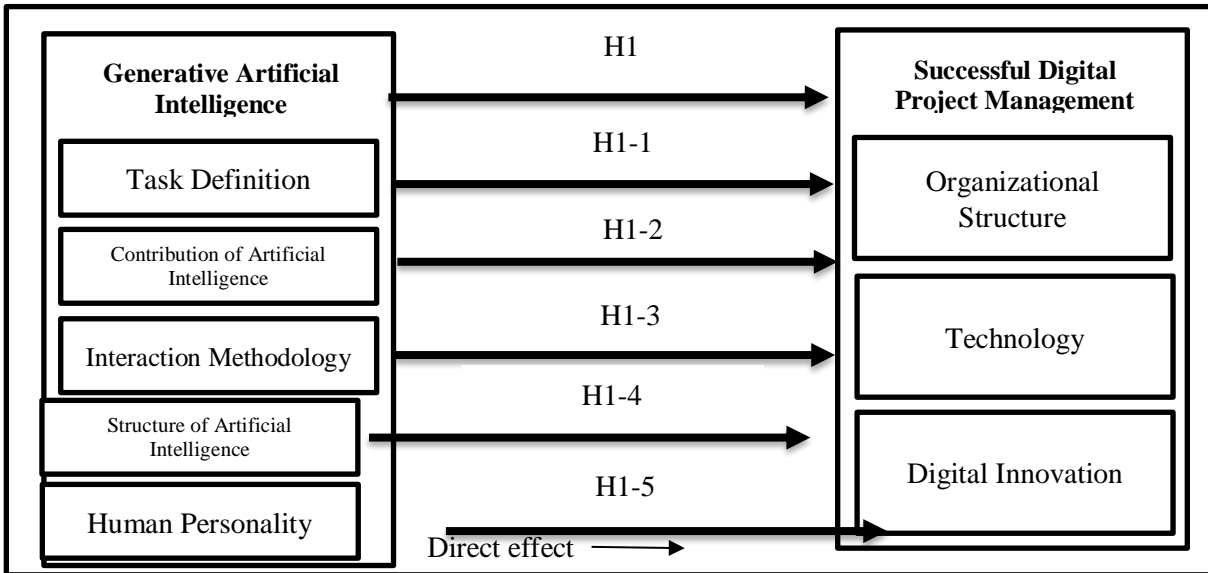 Generative Artificial
Intelligence
Task Definition
Contribution of Artificial
Intelligence
Interaction Methodology
Structure of Artificial
Intelligence
Human Personality
H1
H1-1
H1-2
H1-3
H1-4
H1-5
Direct effect
Successful Digital
Project Management
Organizational
Structure
Technology
Digital Innovation